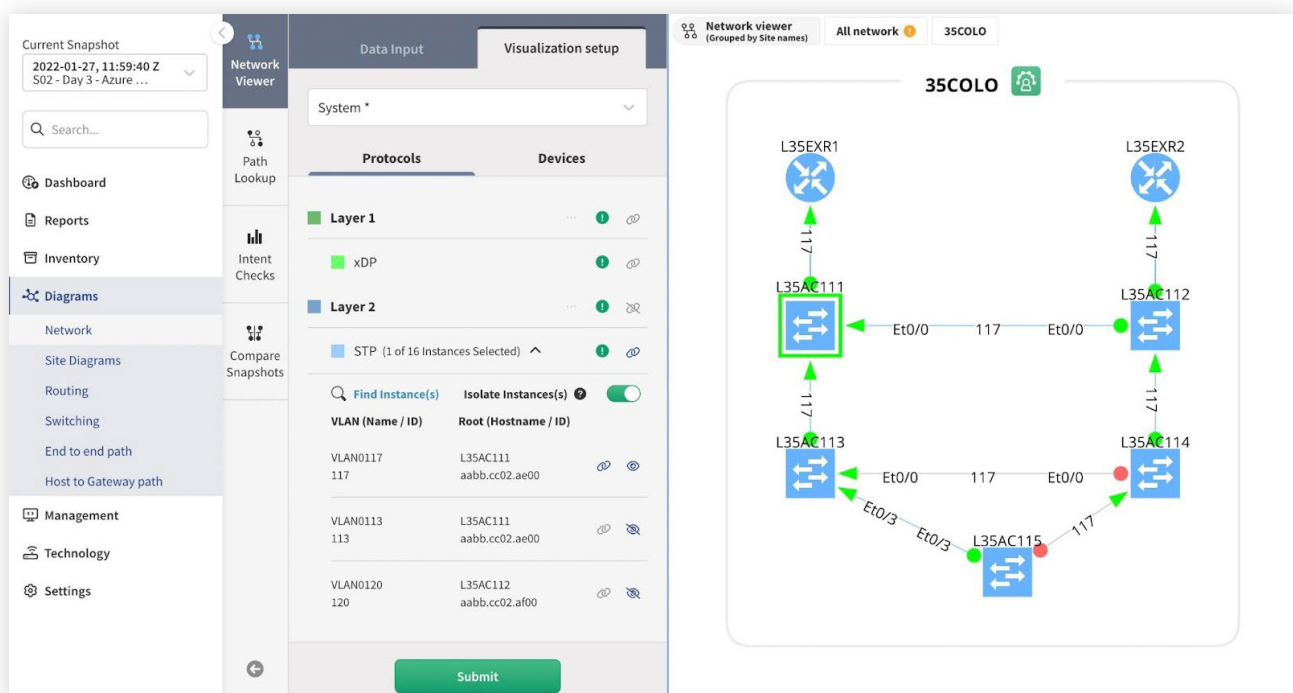 Current Snapshot
2022-01-27, 11:59:40 Z
S02 - Day 3 - Azure ...
Search...
Dashboard
Reports
Inventory
Diagrams
Network
Site Diagrams
Routing
Switching
End to end path
Host to Gateway path
Management
Technology
Settings
Network
Viewer
Path
Lookup
Intent
Checks
Compare
Snapshots
Data Input
Visualization setup
System *
Protocols
Devices
Layer 1
xDP
Layer 2
STP (1 of 16 Instances Selected)
Find Instance(s)
Isolate Instances(s)
VLAN (Name / ID)
Root (Hostname / ID)
VLAN0117
L35AC111
117
aabb.cc02.ae00
VLAN0113
L35AC111
113
aabb.cc02.ae00
VLAN0120
L35AC112
120
aabb.cc02.af00
Submit
Network viewer
(Grouped by Site names)
All network
35COLO
35COLO
L35EXR1
L35EXR2
117
117
L35AC111
L35AC112
Et0/0
117
Et0/0
117
117
L35AC113
L35AC114
Et0/0
117
Et0/0
Et0/3
Et0/3
117
L35AC115